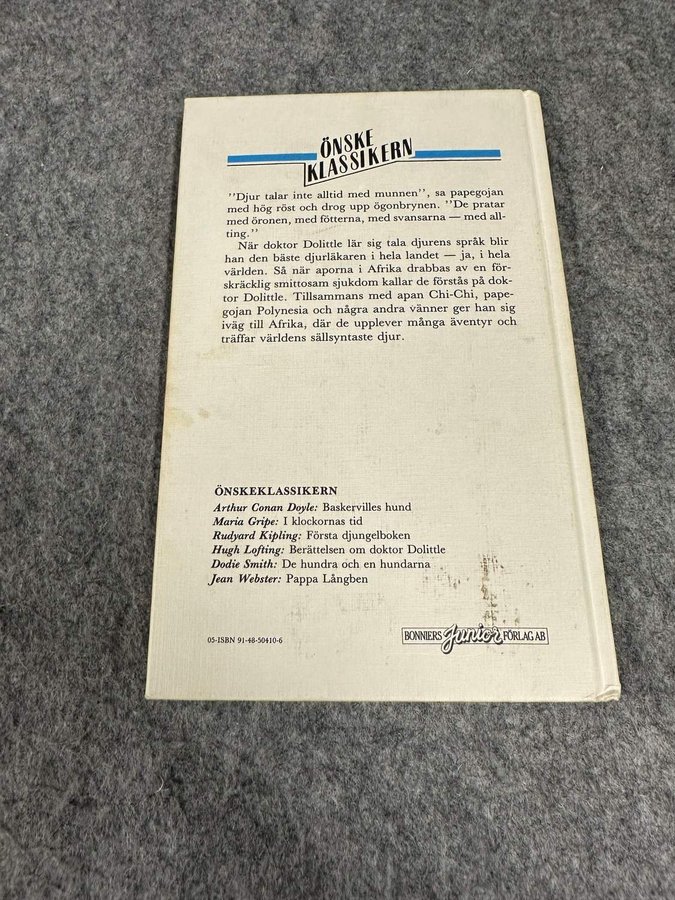 ÖNSKE
KLASSIKERN
"Djur talar inte alltid med munnen", sa papegojan
med hög röst och drog upp ögonbrynen. "De pratar
med öronen, med fötterna, med svansarna — med all-
ting."
När doktor Dolittle lär sig tala djurens språk blir
han den bäste djurläkaren i hela landet — ja, i hela
världen. Så när aporna i Afrika drabbas av en för-
skräcklig smittosam sjukdom kallar de förstås på dok-
tor Dolittle. Tillsammans med apan Chi-Chi, pape-
gojan Polynesia och några andra vänner ger han sig
iväg till Afrika, där de upplever många äventyr och
träffar världens sällsyntaste djur.
ÖNSKEKLASSIKERN
Arthur Conan Doyle: Baskervilles hund
Maria Gripe: I klockornas tid
Rudyard Kipling: Första djungelboken
Hugh Lofting: Berättelsen om doktor Dolittle
Dodie Smith: De hundra och en hundarna
Jean Webster: Pappa Långben
05-ISBN 91-48-50410-6
BONNIERS Junior FÖRLAG AB